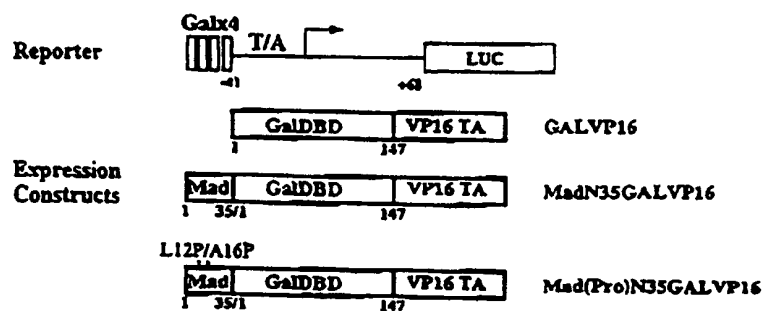 Galx4
Reporter
T/A
LUC
-41
+68
GalDBD
VP16 TA
GALVP16
1
147
Expression
Constructs
Mad
GalDBD
VP16 TA
MadN35GALVP16
1
35/1
147
L12P/A16P
Mad
GalDBD
VP16 TA
Mad(Pro)N35GALVP16
1
35/1
147